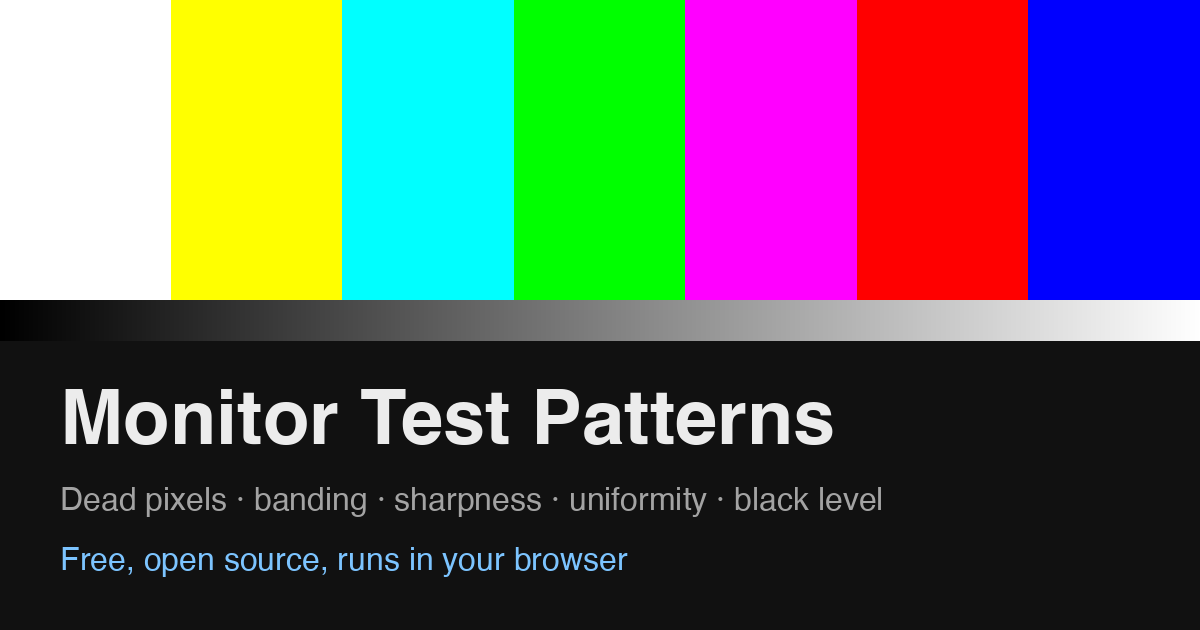 Monitor Test Patterns
Dead pixels · banding · sharpness · uniformity · black level
Free, open source, runs in your browser